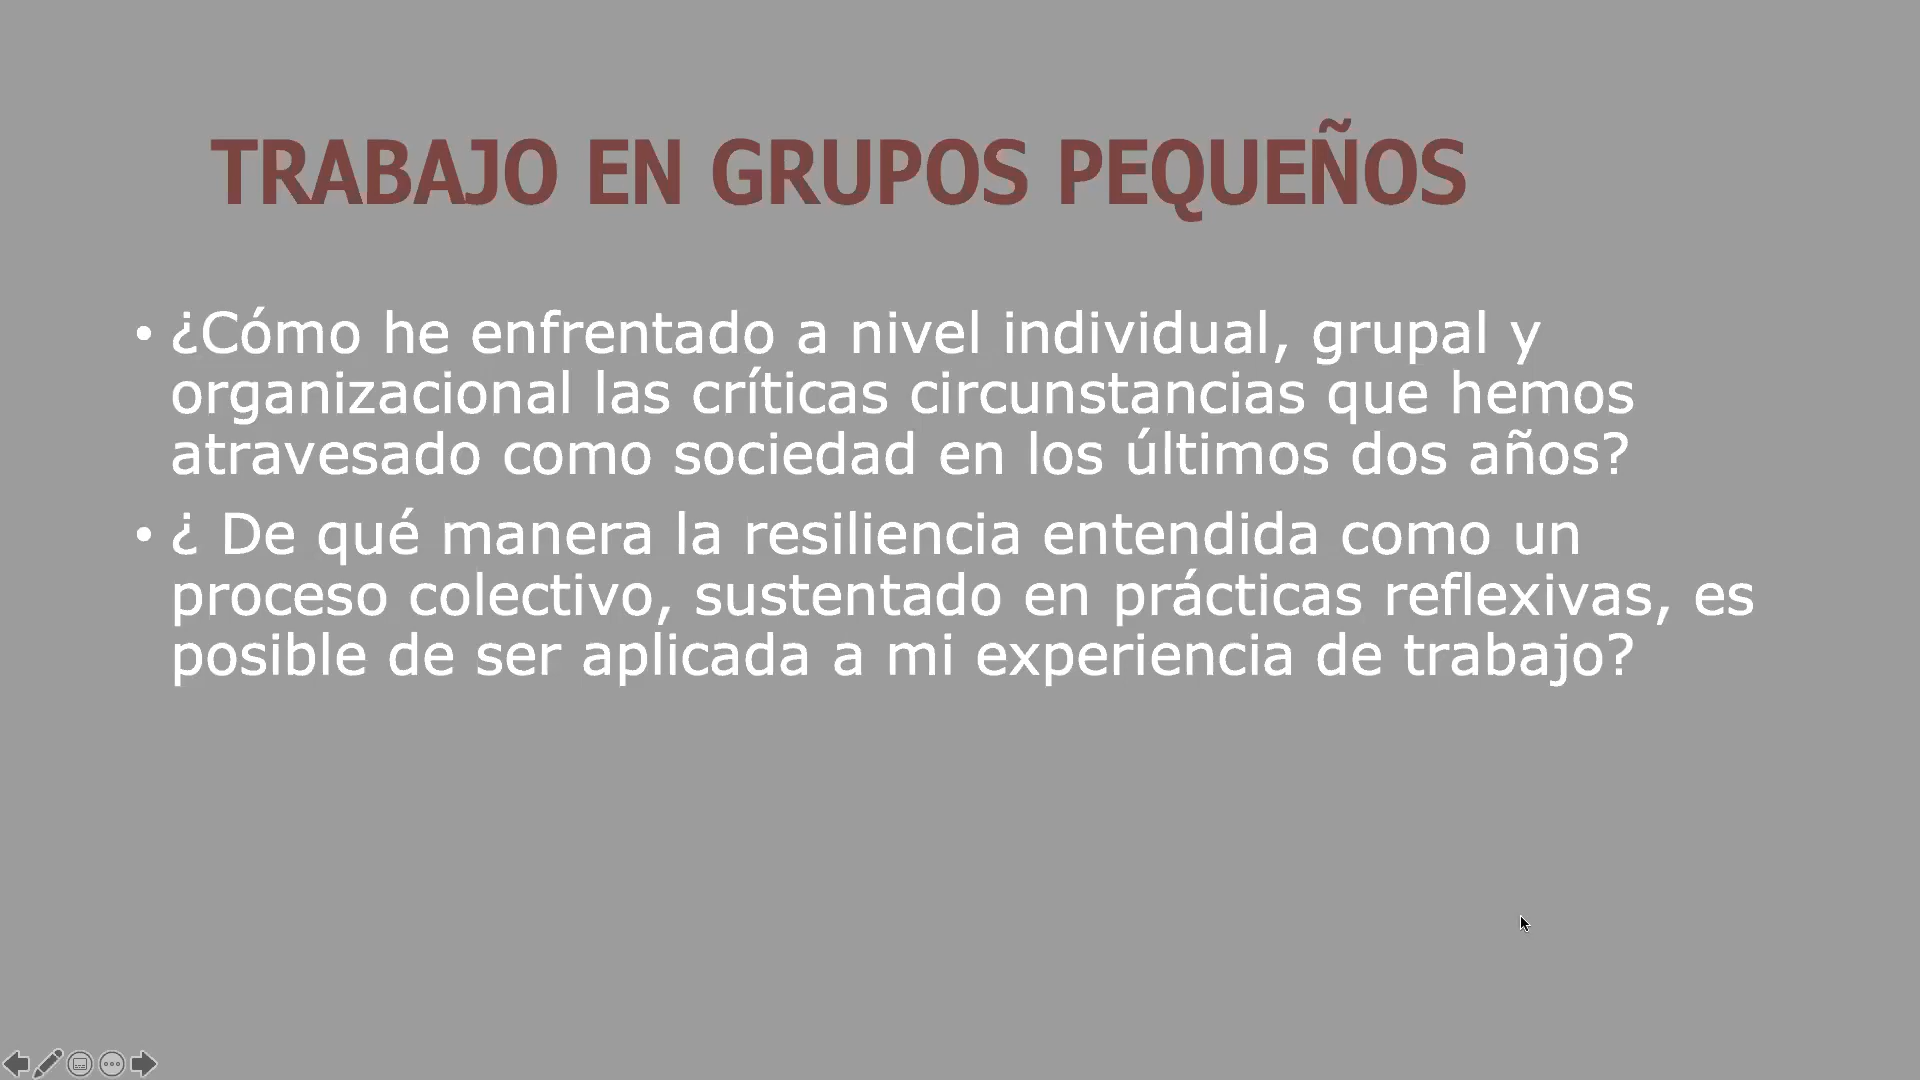 TRABAJO EN GRUPOS PEQUEÑOS
• ¿Cómo he enfrentado a nivel individual, grupal y
organizacional las críticas circunstancias que hemos
atravesado como sociedad en los últimos dos años?
• ¿ De qué manera la resiliencia entendida como un
proceso colectivo, sustentado en prácticas reflexivas, es
posible de ser aplicada a mi experiencia de trabajo?